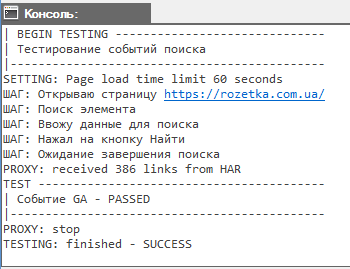 Консоль:
| BEGIN TESTING ------------------------------
| Тестирование событий поиска
|---------------------------------------------
SETTING: Page load time limit 60 seconds
ШАГ: Открываю страницу https://rozetka.com.ua/
ШАГ: Поиск элемента
ШАГ: Ввожу данные для поиска
ШАГ: Нажал на кнопку Найти
ШАГ: Ожидание завершения поиска
PROXY: received 386 links from HAR
TEST -----------------------------------------
| Событие GA - PASSED
|---------------------------------------------
PROXY: stop
TESTING: finished - SUCCESS